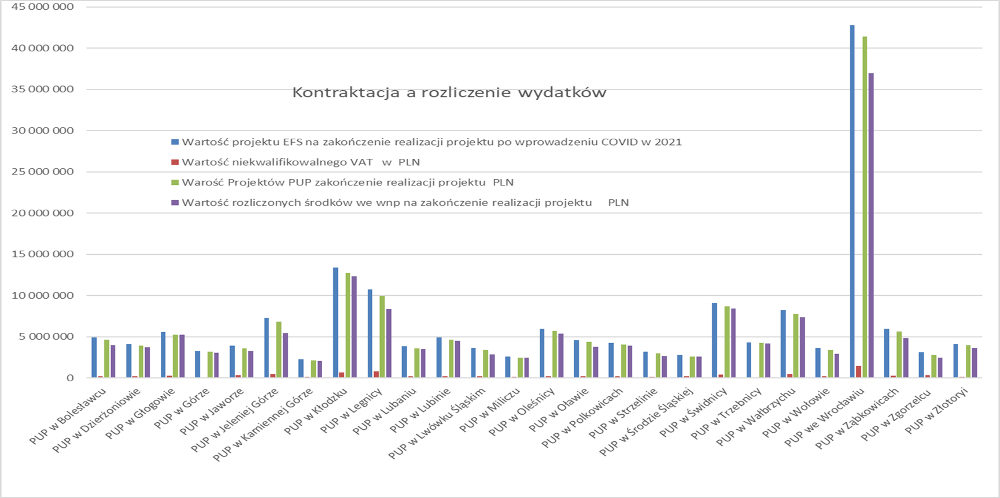 45 000 000
40 000 000
35 000 000
30 000 000
25 000 000
20 000 000
15 000 000
10 000 000
5 000 000
0
Kontraktacja a rozliczenie wydatków
Wartość projektu EFS na zakończenie realizacji projektu po wprowadzeniu COVID w 2021
Wartość niekwalifikowalnego VAT w PLN
Warość Projektów PUP zakończenie realizacji projektu PLN
Wartość rozliczonych środków we wnp na zakończenie realizacji projektu PLN
PUP w Bolesławcu
PUP w Dzierżoniowie
PUP w Głogowie
PUP w Górze
PUP w Jaworze
PUP w Jeleniej Górze
PUP w Kamiennej Górze
PUP w Kłodzku
PUP w Legnicy
PUP w Lubaniu
PUP w Lubinie
PUP w Lwówku Śląskim
PUP w Miliczu
PUP w Oleśnicy
PUP w Oławie
PUP w Polkowicach
PUP w Strzelinie
PUP w Środzie Śląskiej
PUP w Świdnicy
PUP w Trzebnicy
PUP w Wałbrzychu
PUP w Wołowie
PUP we Wrocławiu
PUP w Ząbkowicach
PUP w Zgorzelcu
PUP w Złotoryi